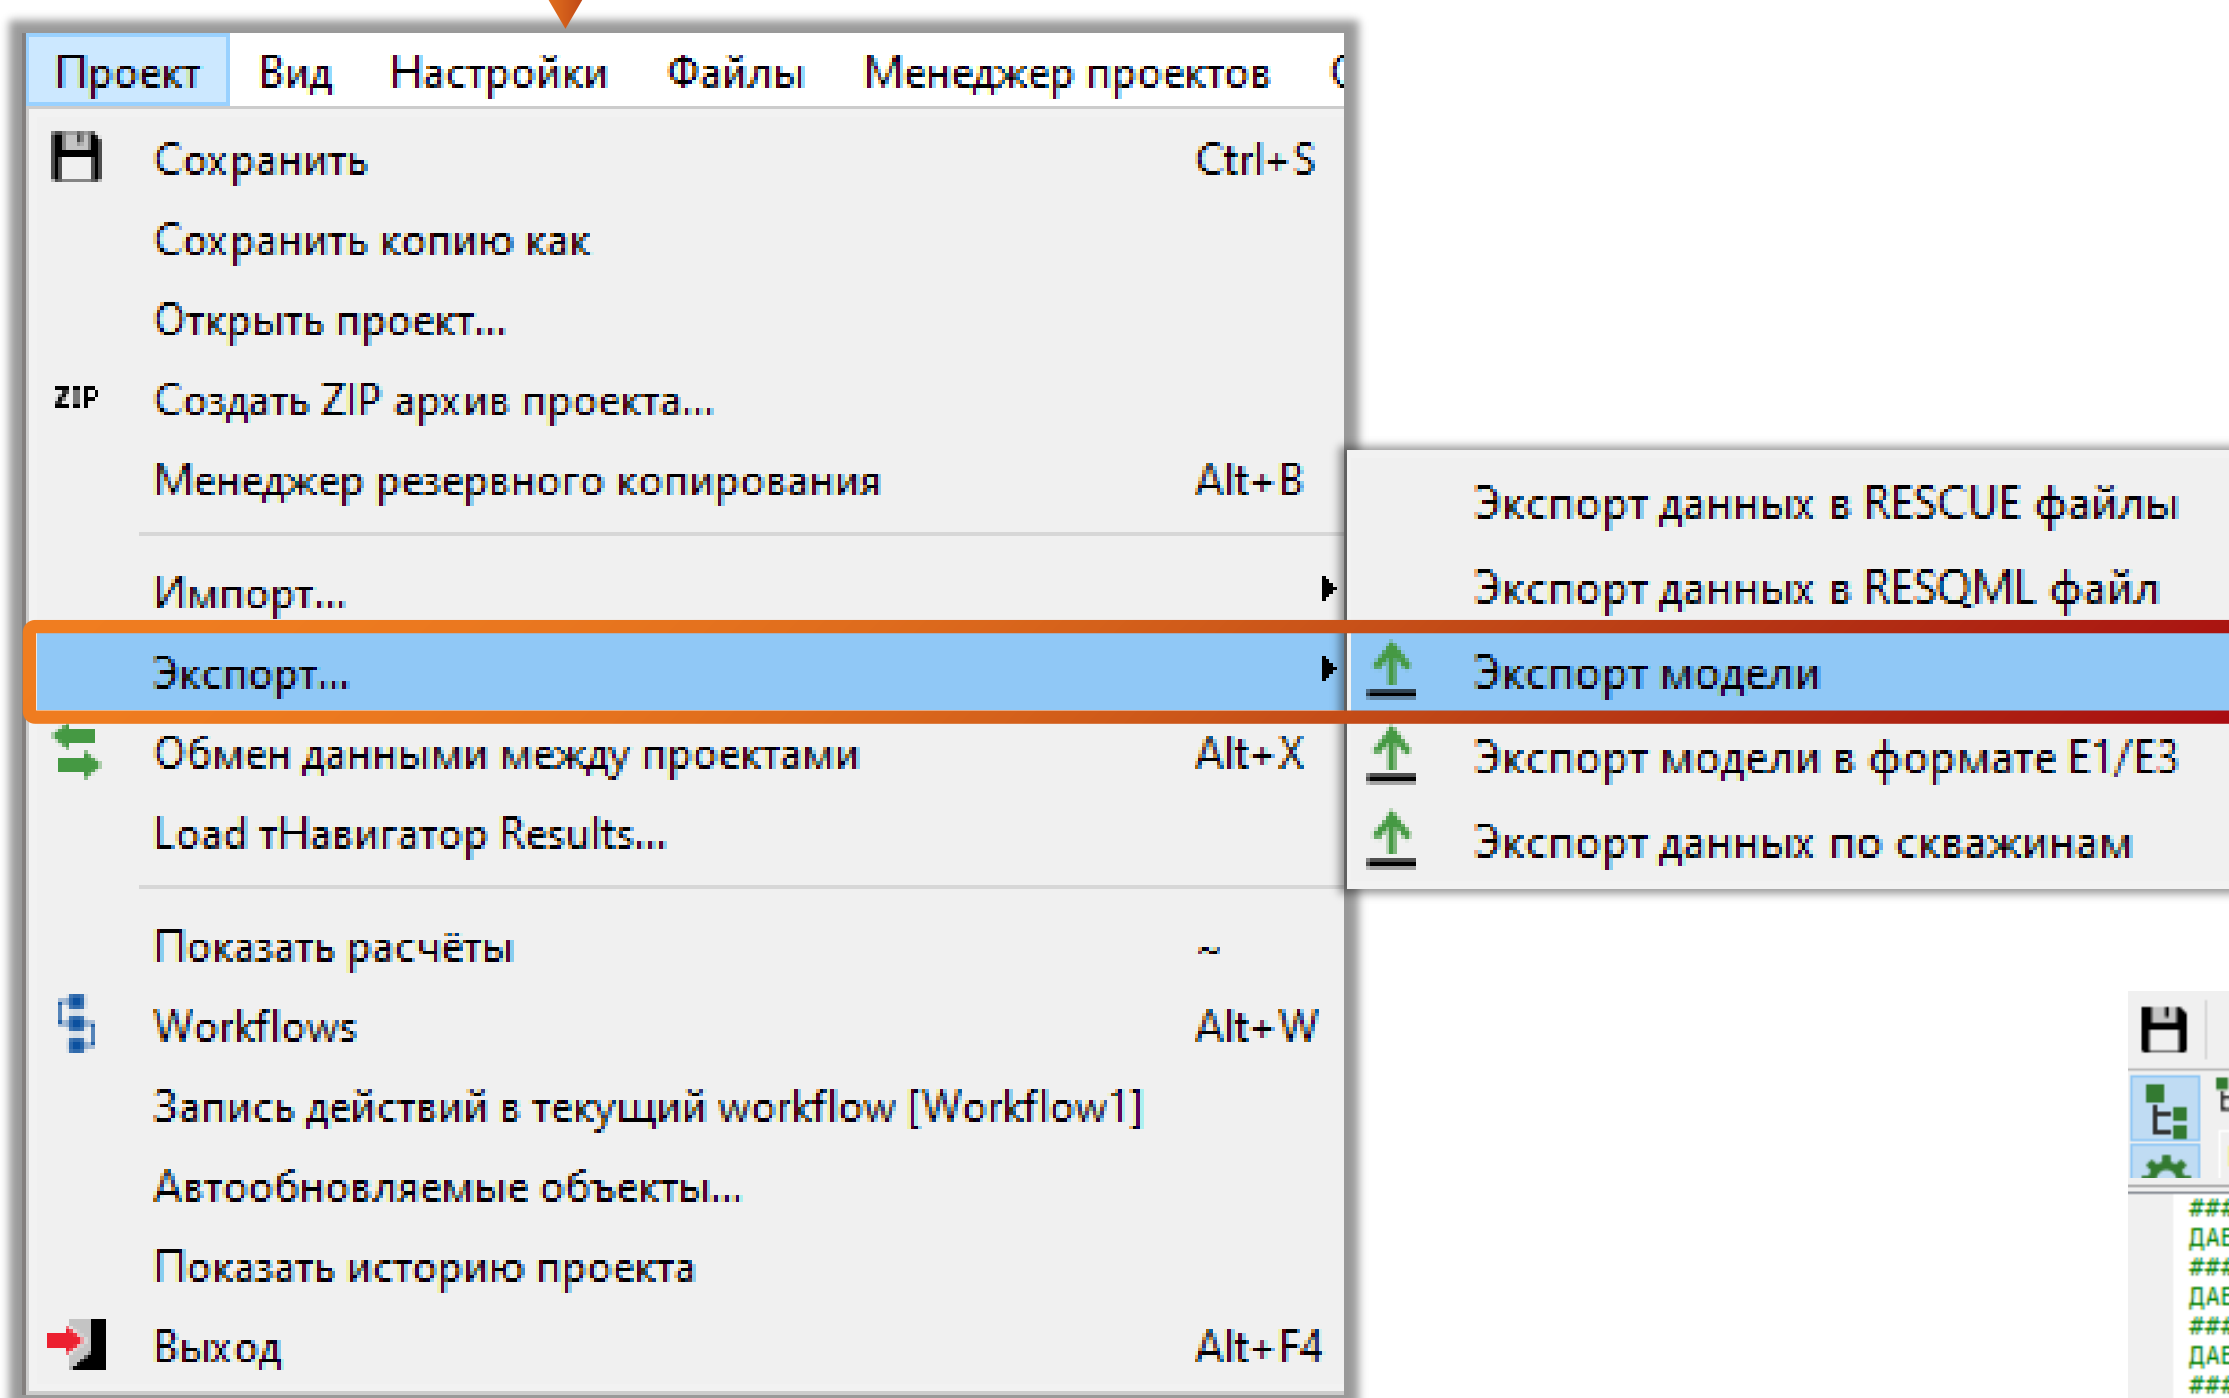 Проект Вид Настройки Файлы Менеджер проектов
Сохранить Ctrl+S
Сохранить копию как
Открыть проект...
ZIP Создать ZIP архив проекта...
Менеджер резервного копирования Alt+B
Импорт...
Экспорт...
Обмен данными между проектами Alt+X
Load тНавигатор Results...
Показать расчёты ~
Workflows Alt+W
Запись действий в текущий workflow [Workflow1]
Автообновляемые объекты...
Показать историю проекта
Выход Alt+F4
Экспорт данных в RESCUE файлы
Экспорт данных в RESQML файл
Экспорт модели
Экспорт модели в формате E1/E3
Экспорт данных по скважинам
###
###
###
###